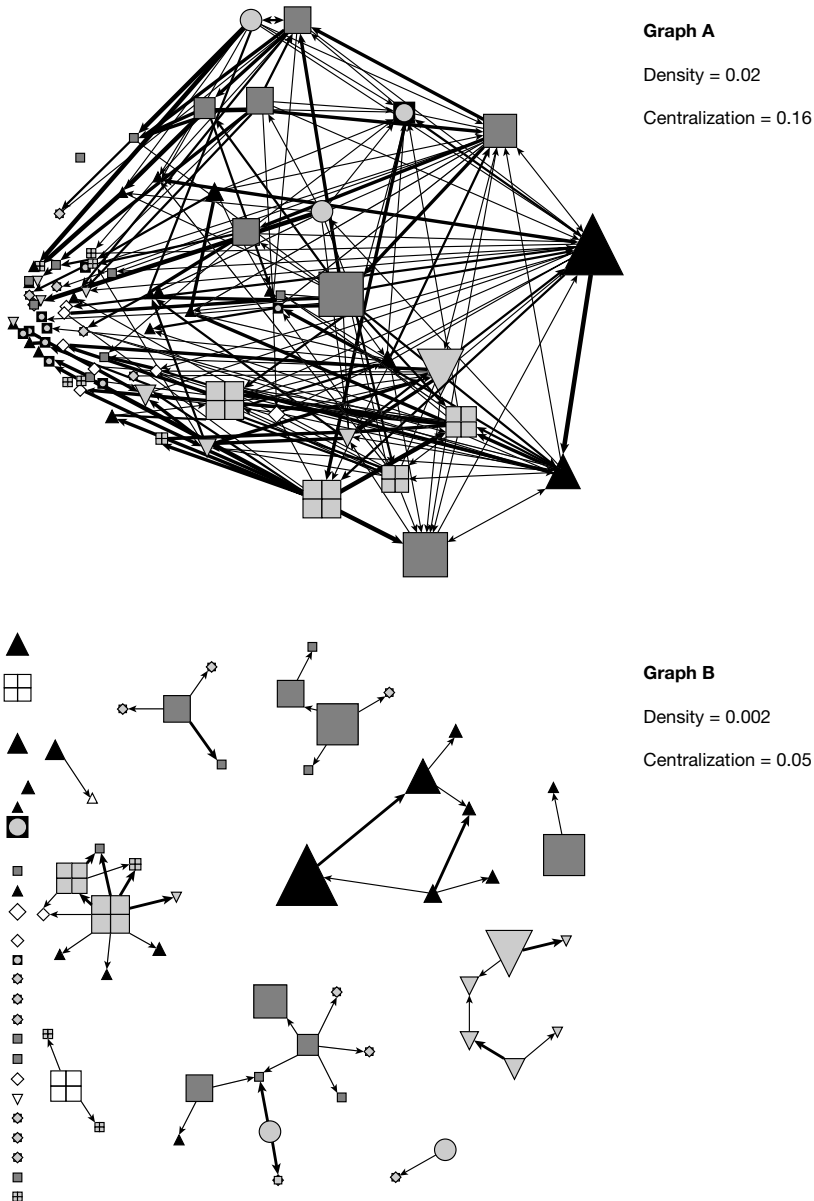 Graph A
Density = 0.02
Centralization = 0.16
Graph B
Density = 0.002
Centralization = 0.05